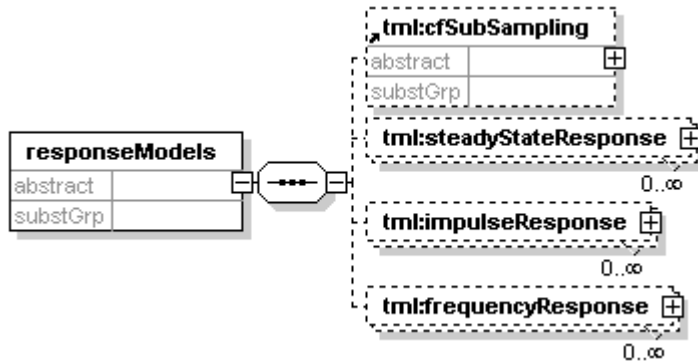 tml:cfSubSampling
abstract
substGrp
tml:steadyStateResponse
0..∞
responseModels
abstract
substGrp
tml:impulseResponse
0..∞
tml:frequencyResponse
0..∞